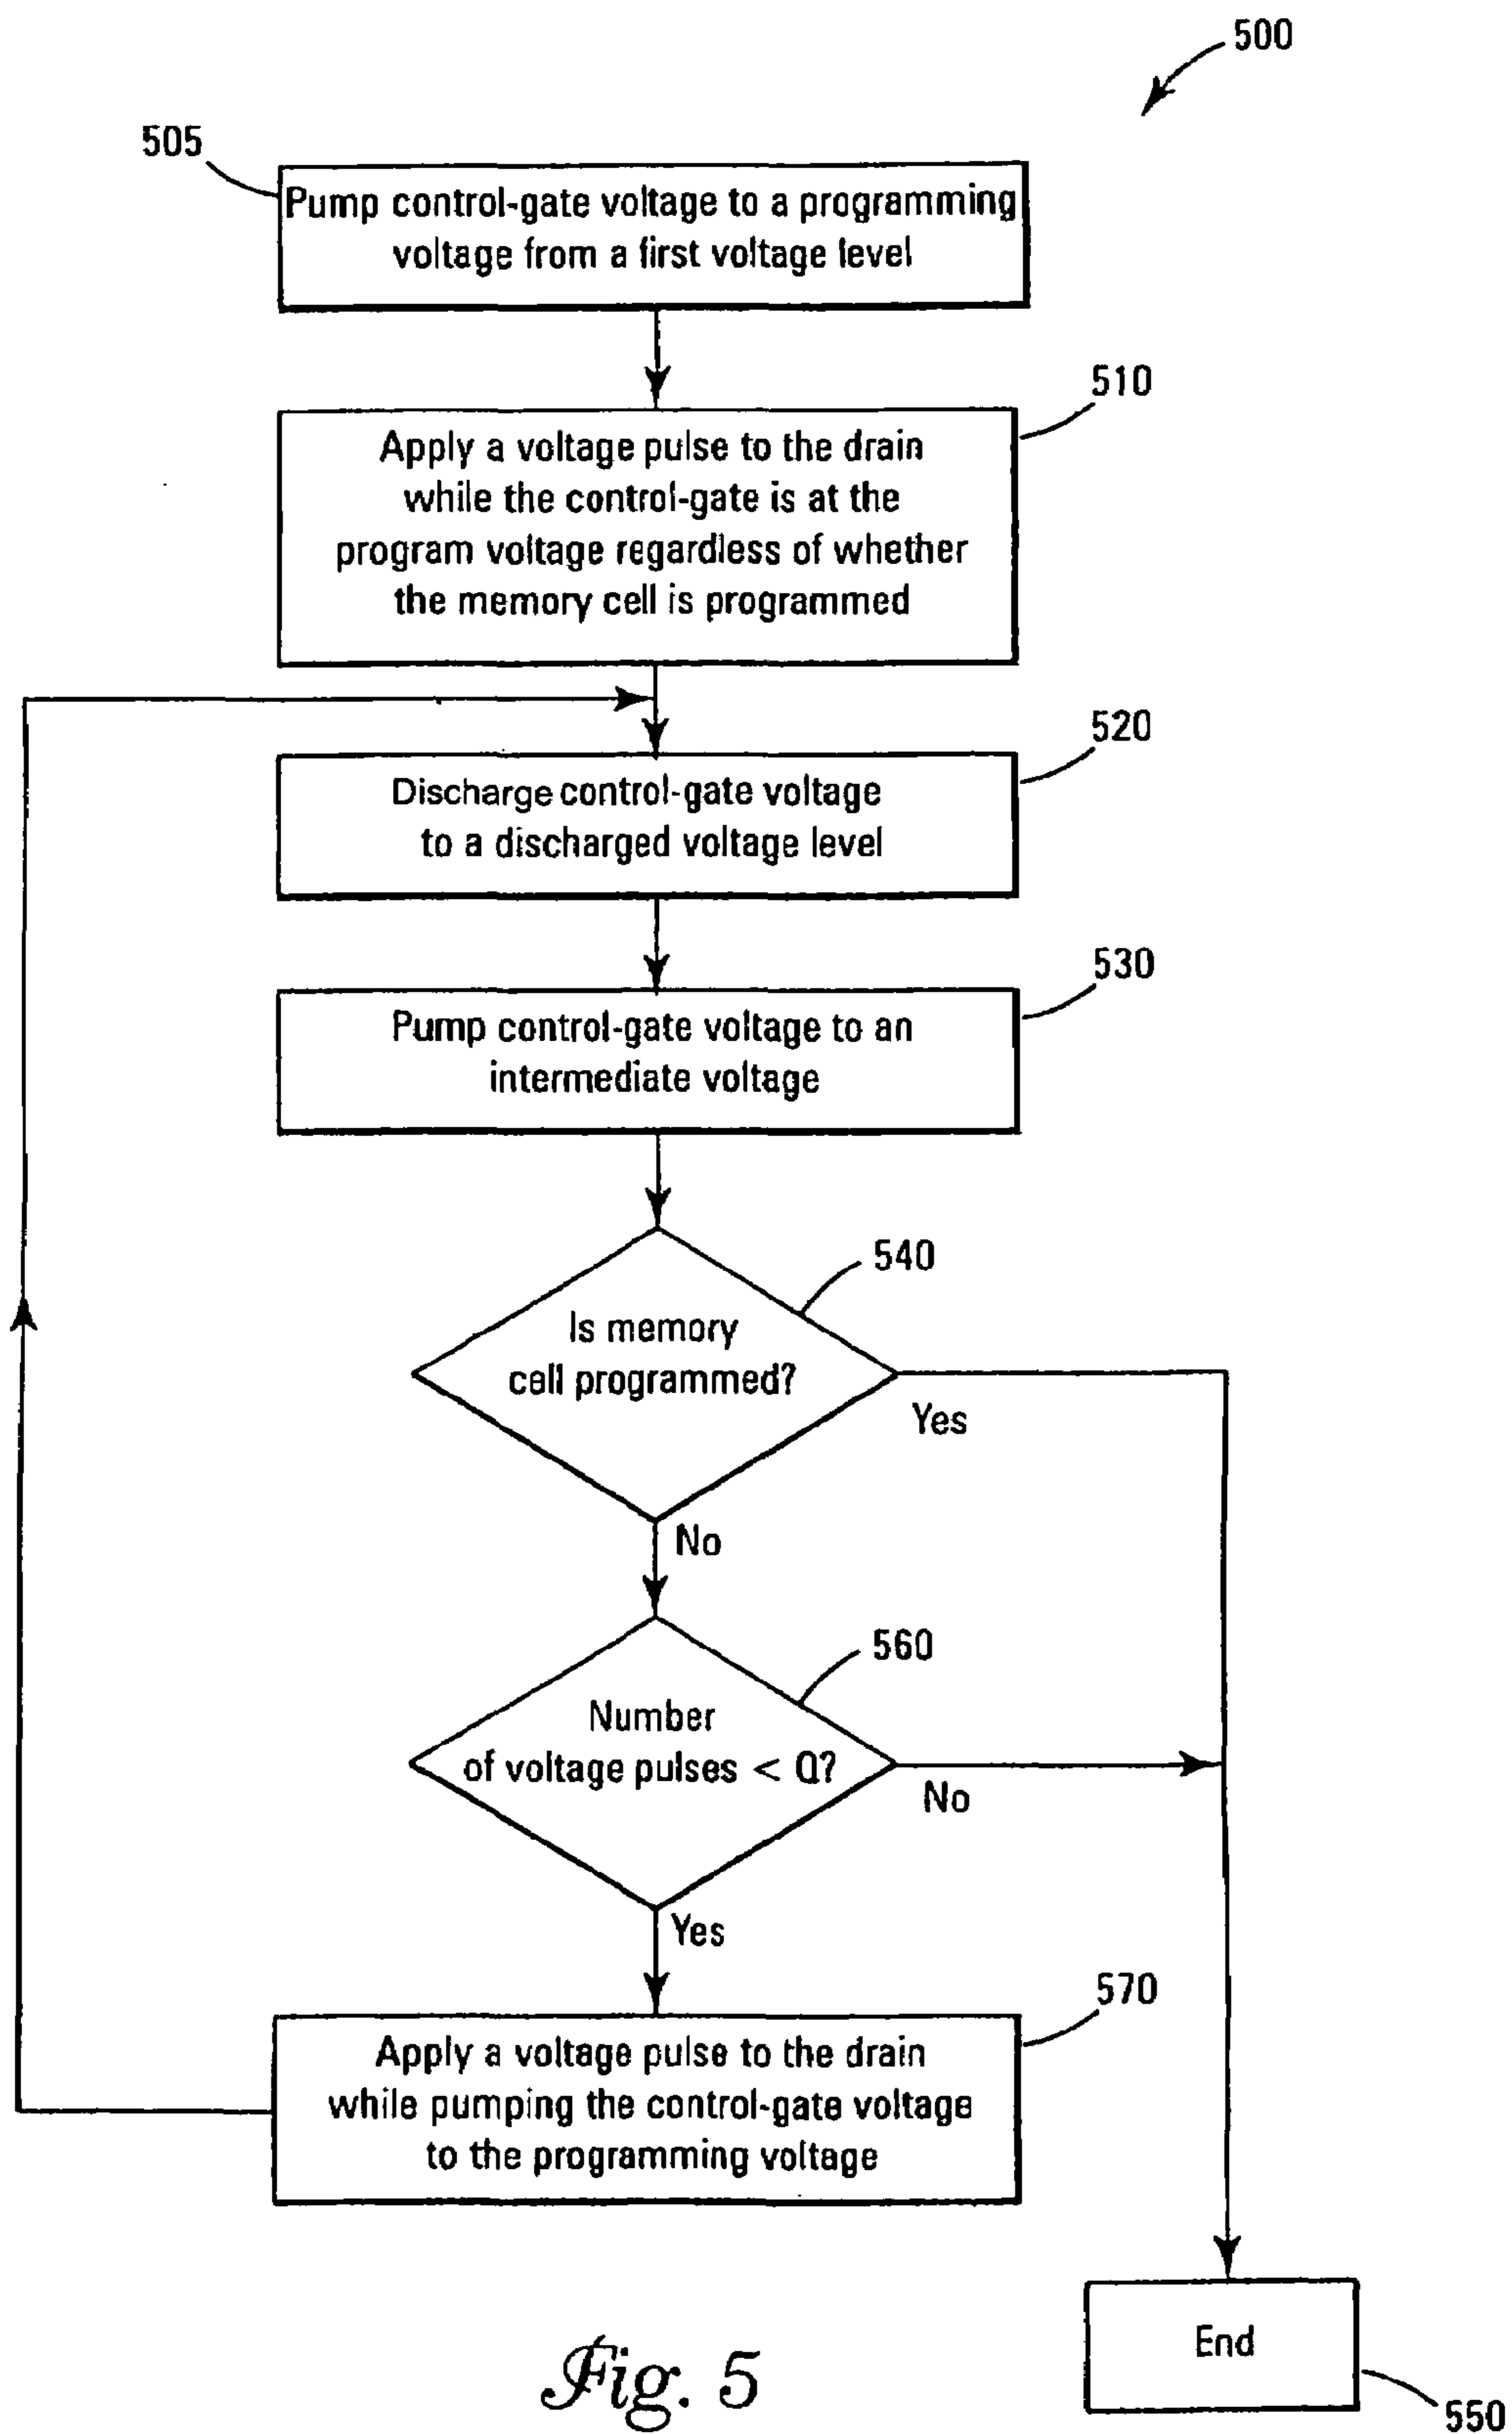 500
505
Pump control-gate voltage to a programming
voltage from a first voltage level
510
Apply a voltage pulse to the drain
while the control-gate is at the
program voltage regardless of whether
the memory cell is programmed
520
Discharge control-gate voltage
to a discharged voltage level
530
Pump control-gate voltage to an
intermediate voltage
540
Is memory
cell programmed?
Yes
No
560
Number
of voltage pulses < Q?
No
Yes
570
Apply a voltage pulse to the drain
while pumping the control-gate voltage
to the programming voltage
End
550
Fig. 5